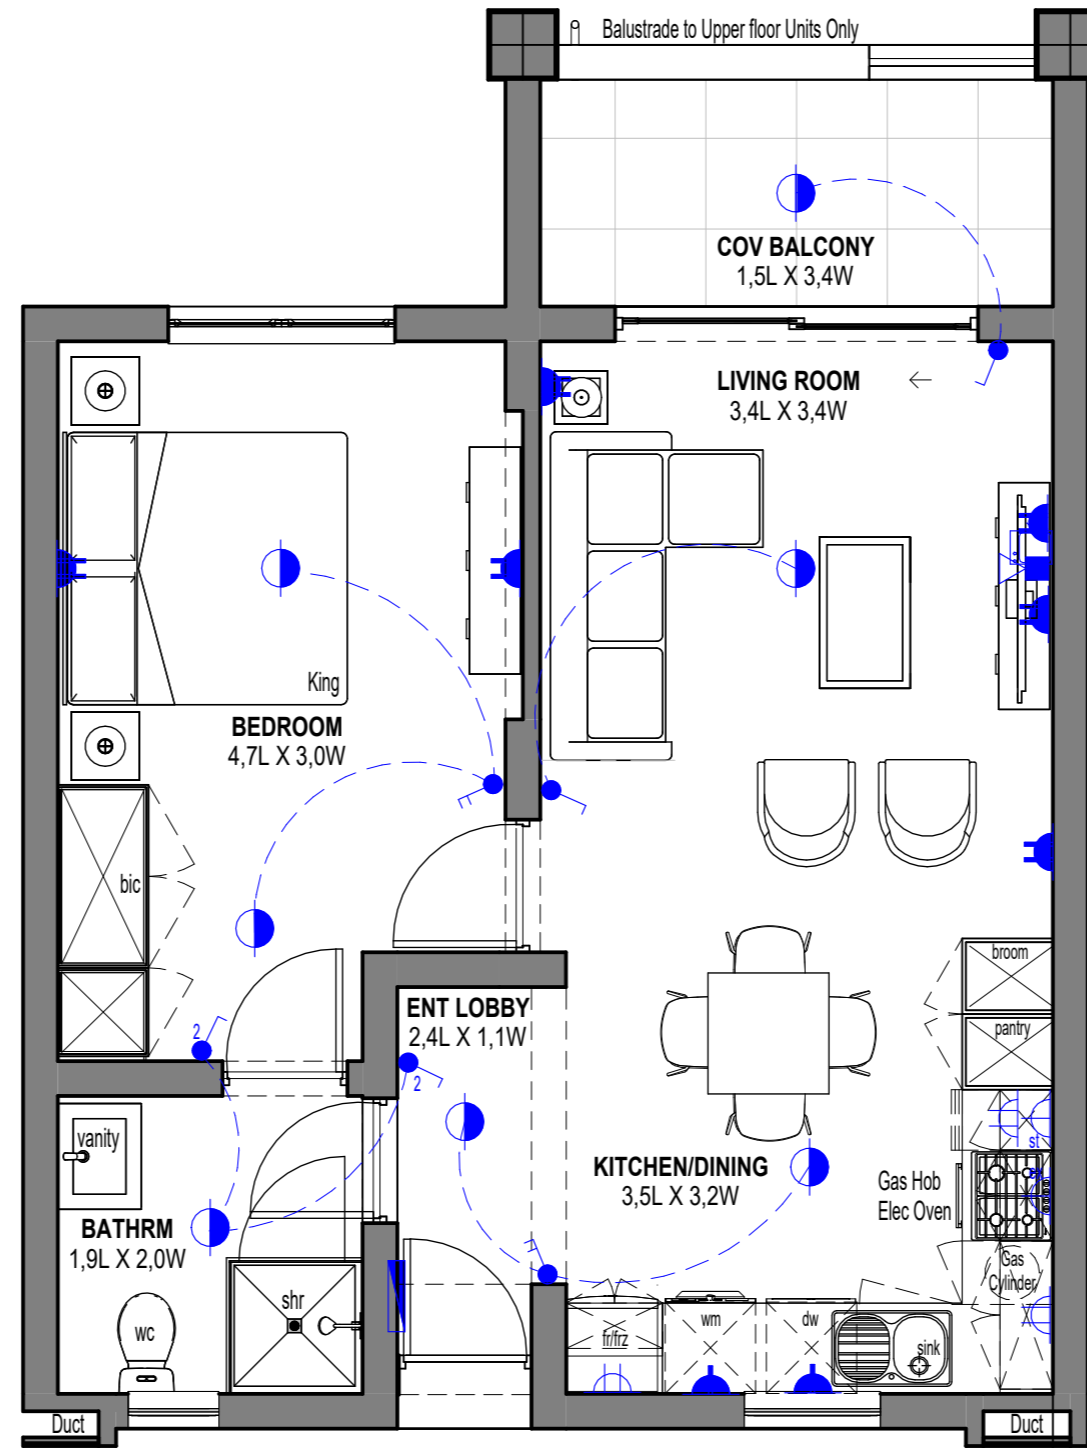 Balustrade to Upper floor Units Only
COV BALCONY
1,5L X 3,4W
LIVING ROOM
3,4L X 3,4W
King
BEDROOM
4,7L X 3,0W
bic
broom
ENT LOBBY
2,4L X 1,1W
pantry
2
2
vanity
st
KITCHEN/DINING
3,5L X 3,2W
Gas Hob
Elec Oven
BATHRM
1,9L X 2,0W
Gas
Cylinder
shr
wc
fr/frz
wm
dw
sink
Duct
Duct